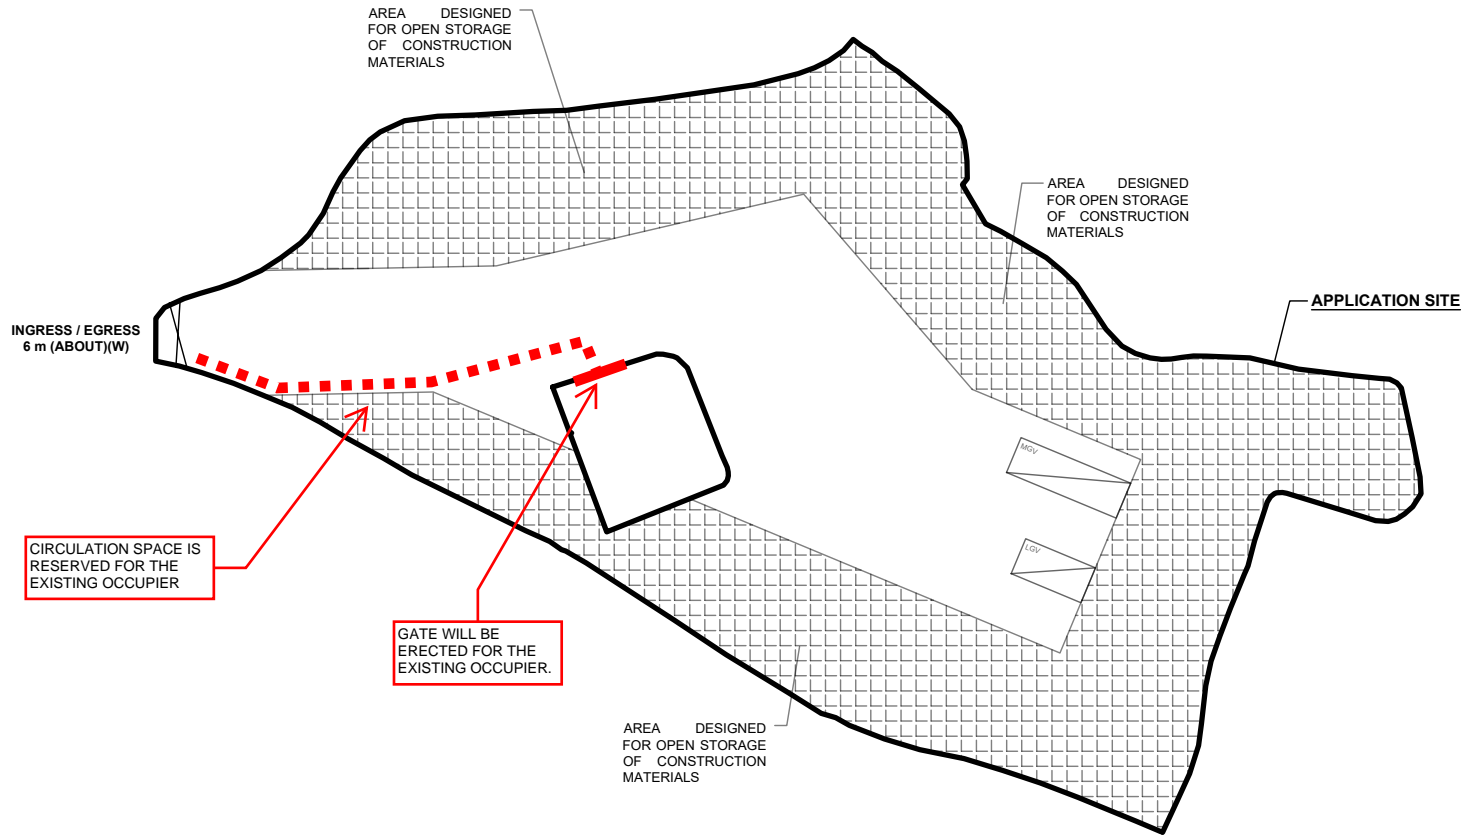 AREA DESIGNED
FOR OPEN STORAGE
OF CONSTRUCTION
MATERIALS
AREA DESIGNED
FOR OPEN STORAGE
OF CONSTRUCTION
MATERIALS
APPLICATION SITE
INGRESS / EGRESS
6 m (ABOUT)(W)
MGV
LGV
CIRCULATION SPACE IS
RESERVED FOR THE
EXISTING OCCUPIER
GATE WILL BE
ERECTED FOR THE
EXISTING OCCUPIER.
AREA DESIGNED
FOR OPEN STORAGE
OF CONSTRUCTION
MATERIALS